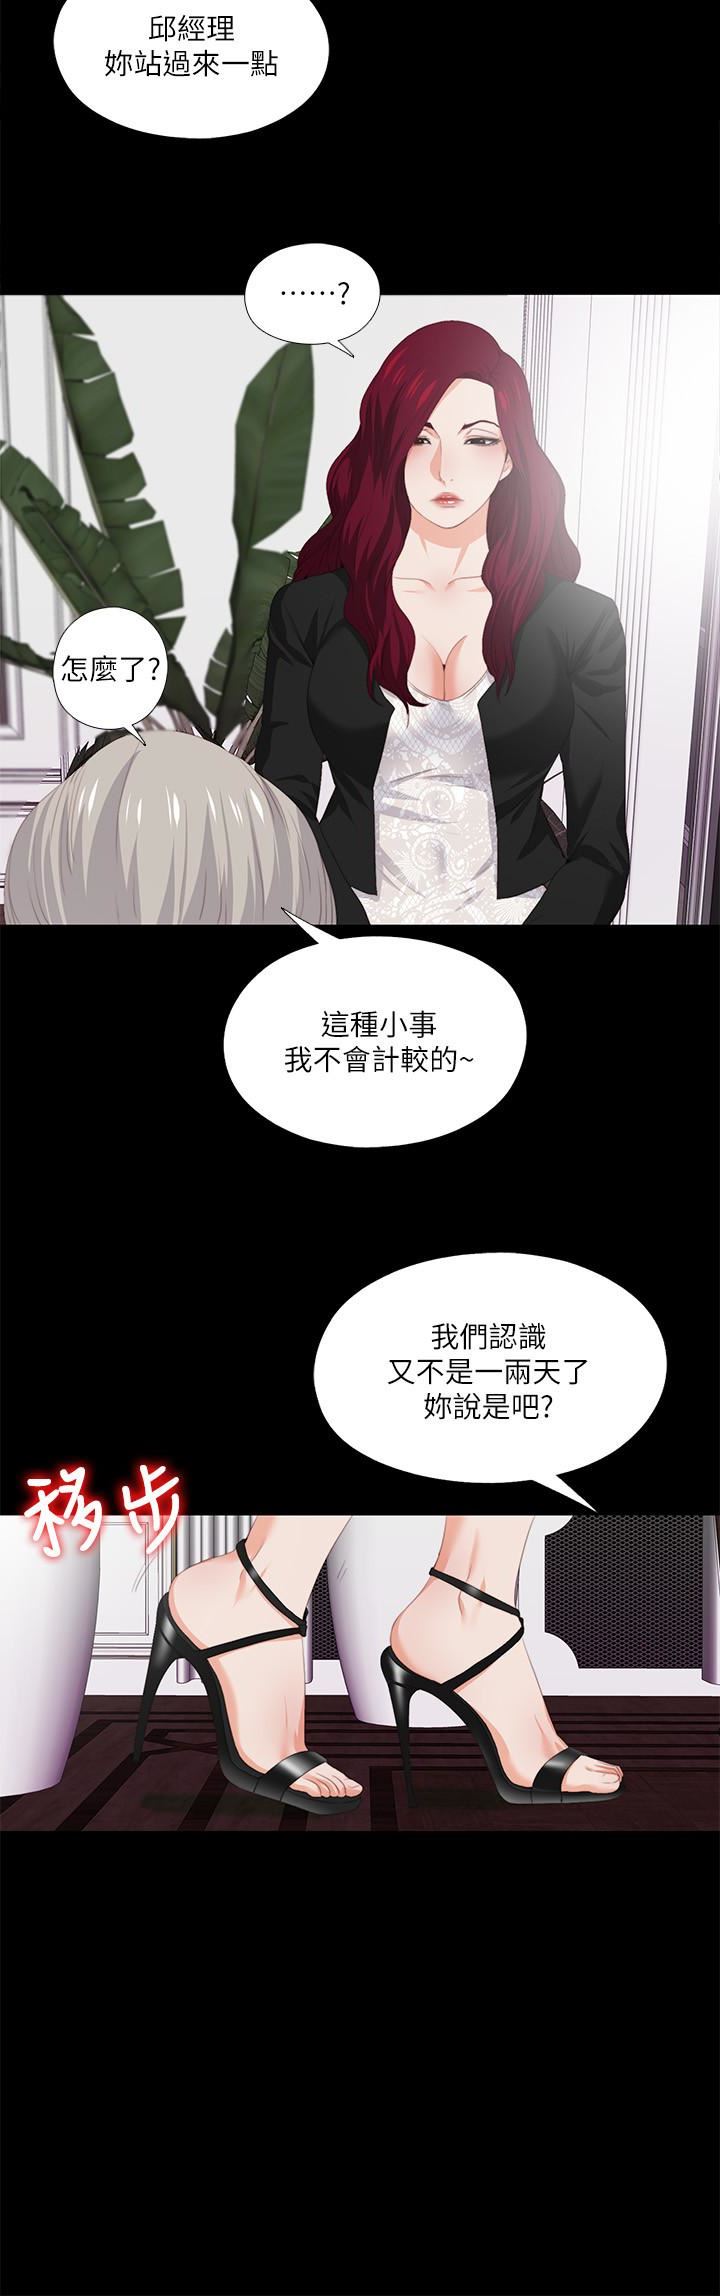 邱經理
妳站過來一點
……?
怎麼了?
這種小事
我不會計較的~
我們認識
又不是一兩天了
妳說是吧?
移步